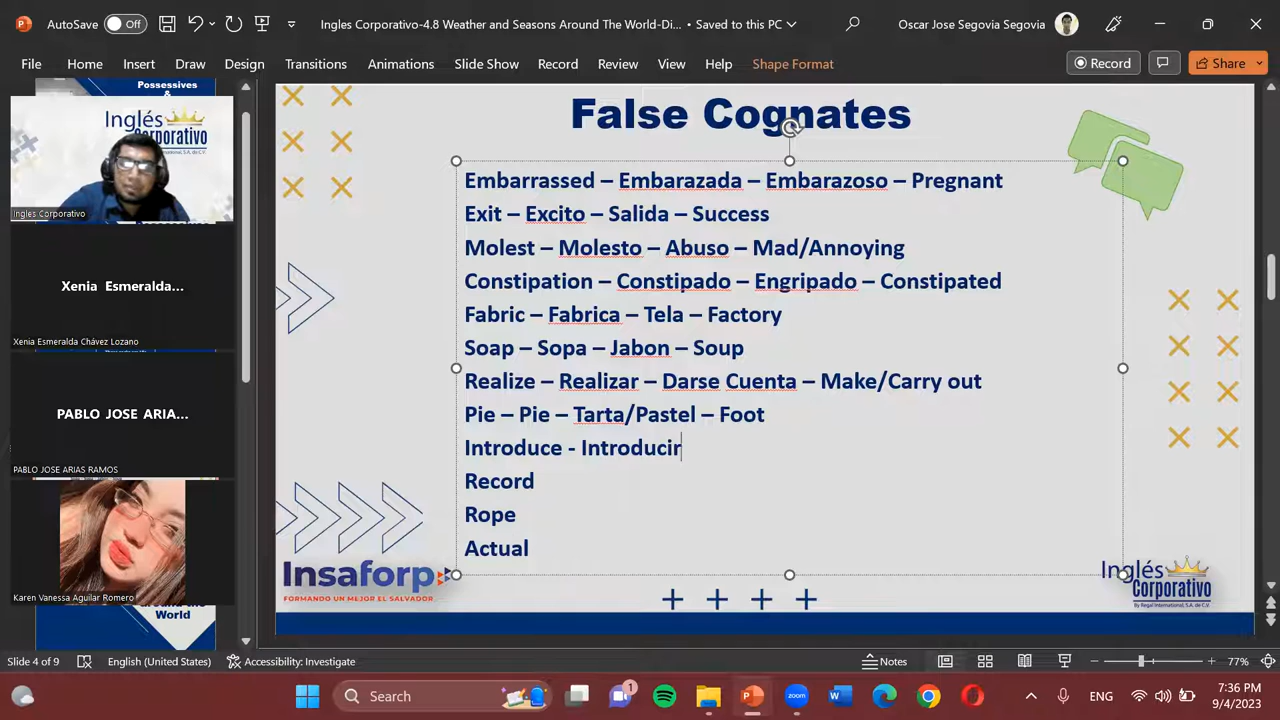 AutoSave Off Ingles Corporativo-4.8 Weather and Seasons Around The World-Di... • Saved to this PC Oscar Jose Segovia Segovia
File Home Insert Draw Design Transitions Animations Slide Show Record Review View Help Shape Format Record Share
Possessives
&
Inglés
Corporativo
Ingles Corporativo
Xenia Esmeralda...
Xenia Esmeralda Chávez Lozano
PABLO JOSE ARIA...
PABLO JOSE ARIAS RAMOS
Karen Vanessa Aguilar Romero
World
False Cognates
Embarrassed – Embarazada – Embarazoso – Pregnant
Exit – Excito – Salida – Success
Molest – Molesto – Abuso – Mad/Annoying
Constipation – Constipado – Engripado – Constipated
Fabric – Fabrica – Tela – Factory
Soap – Sopa – Jabon – Soup
Realize – Realizar – Darse Cuenta – Make/Carry out
Pie – Pie – Tarta/Pastel – Foot
Introduce - Introducir
Record
Rope
Actual
Insaforp
FORMANDO UN MEJOR EL SALVADOR
Inglés
Corporativo
By Regal International, S.A. de C.V.
Slide 4 of 9 English (United States) Accessibility: Investigate Notes 77%
Search 1 zoom ENG 7:36 PM
9/4/2023